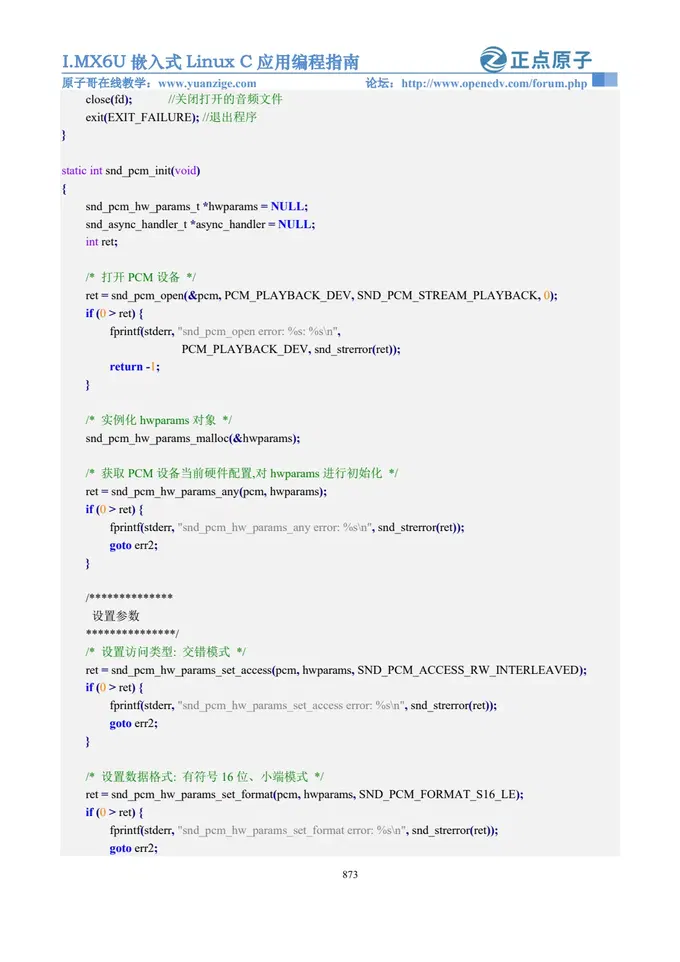 I.MX6U 嵌入式 Linux C 应用编程指南
正点原子
原子哥在线教学：www.yuanzige.com
论坛：http://www.openedv.com/forum.php
close(fd); //关闭打开的音频文件
exit(EXIT_FAILURE); //退出程序
}
static int snd_pcm_init(void)
{
snd_pcm_hw_params_t *hwparams = NULL;
snd_async_handler_t *async_handler = NULL;
int ret;
/* 打开 PCM 设备 */
ret = snd_pcm_open(&pcm, PCM_PLAYBACK_DEV, SND_PCM_STREAM_PLAYBACK, 0);
if (0 > ret) {
fprintf(stderr, "snd_pcm_open error: %s: %s\n",
PCM_PLAYBACK_DEV, snd_strerror(ret));
return -1;
}
/* 实例化 hwparams 对象 */
snd_pcm_hw_params_malloc(&hwparams);
/* 获取 PCM 设备当前硬件配置,对 hwparams 进行初始化 */
ret = snd_pcm_hw_params_any(pcm, hwparams);
if (0 > ret) {
fprintf(stderr, "snd_pcm_hw_params_any error: %s\n", snd_strerror(ret));
goto err2;
}
/**************
设置参数
***************/
/* 设置访问类型: 交错模式 */
ret = snd_pcm_hw_params_set_access(pcm, hwparams, SND_PCM_ACCESS_RW_INTERLEAVED);
if (0 > ret) {
fprintf(stderr, "snd_pcm_hw_params_set_access error: %s\n", snd_strerror(ret));
goto err2;
}
/* 设置数据格式: 有符号 16 位、小端模式 */
ret = snd_pcm_hw_params_set_format(pcm, hwparams, SND_PCM_FORMAT_S16_LE);
if (0 > ret) {
fprintf(stderr, "snd_pcm_hw_params_set_format error: %s\n", snd_strerror(ret));
goto err2;
873